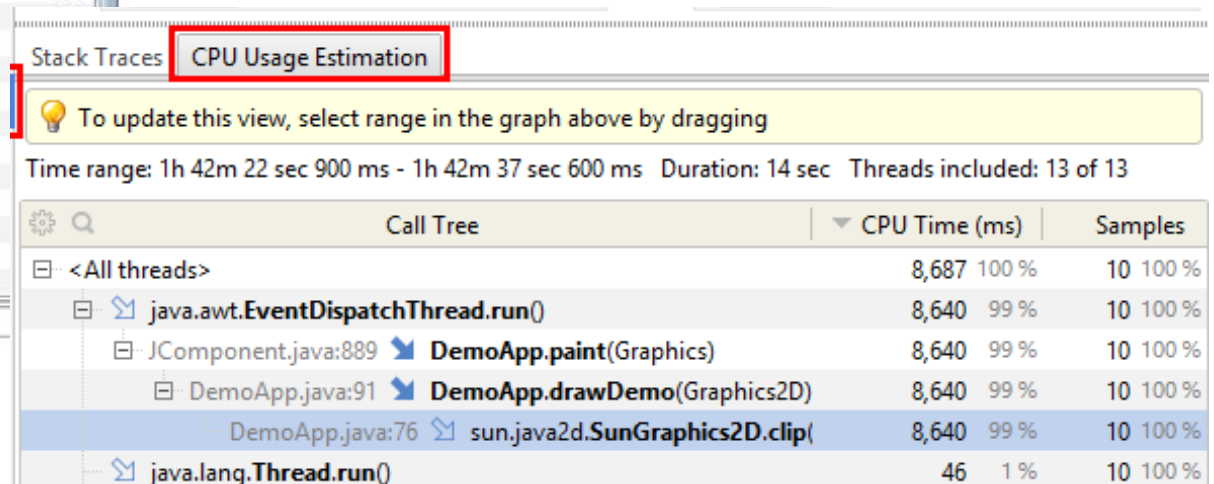 Stack Traces CPU Usage Estimation
To update this view, select range in the graph above by dragging
Time range: 1h 42m 22 sec 900 ms - 1h 42m 37 sec 600 ms Duration: 14 sec Threads included: 13 of 13
Call Tree CPU Time (ms) Samples
<All threads> 8,687 100 % 10 100 %
java.awt.EventDispatchThread.run() 8,640 99 % 10 100 %
JComponent.java:889 DemoApp.paint(Graphics) 8,640 99 % 10 100 %
DemoApp.java:91 DemoApp.drawDemo(Graphics2D) 8,640 99 % 10 100 %
DemoApp.java:76 sun.java2d.SunGraphics2D.clip( 8,640 99 % 10 100 %
java.lang.Thread.run() 46 1 % 10 100 %